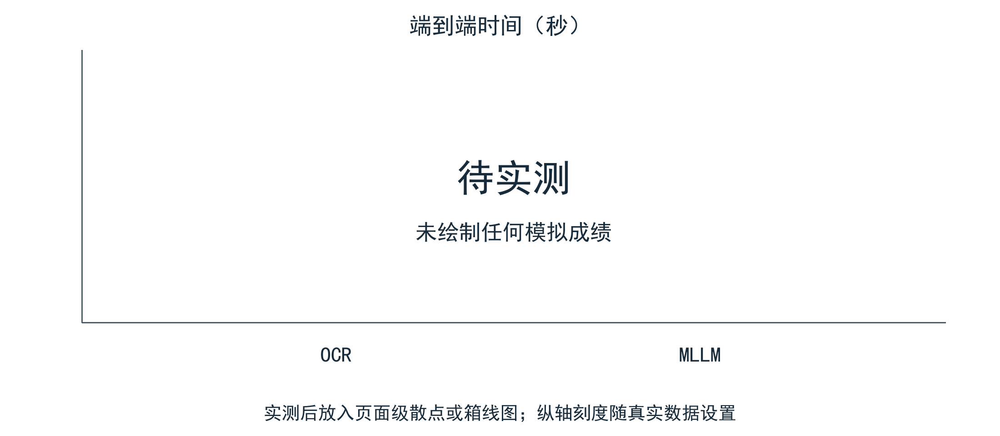 端到端时间（秒）
待实测
未绘制任何模拟成绩
OCR MLLM
实测后放入页面级散点或箱线图；纵轴刻度随真实数据设置